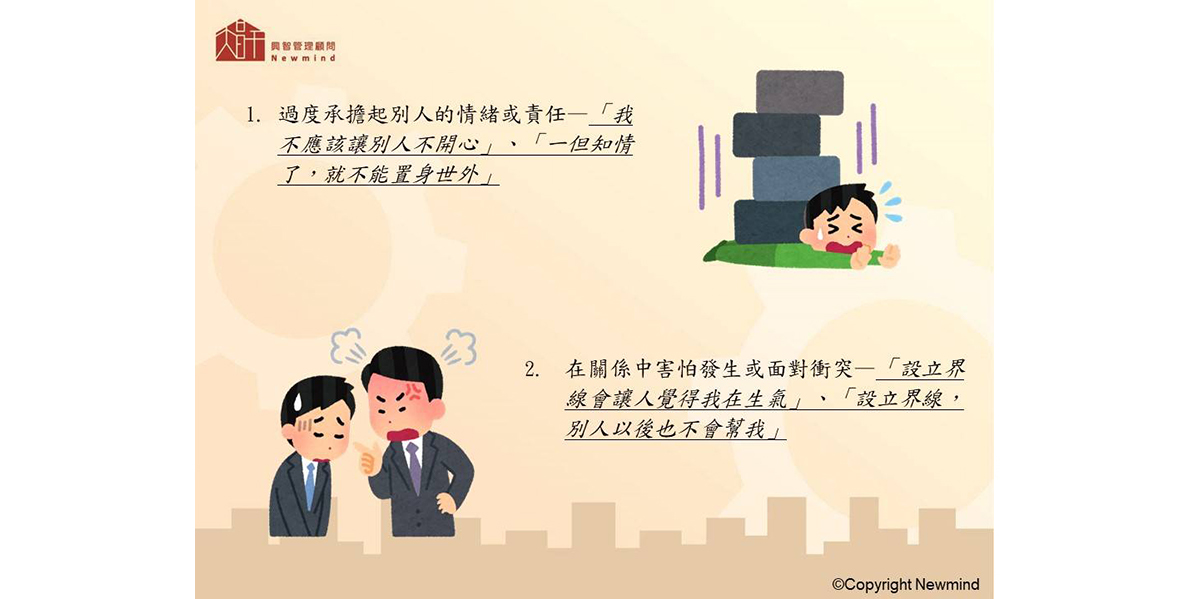 興智管理顧問
Newmind
1. 過度承擔起別人的情緒或責任—「我
不應該讓別人不開心」、「一但知情
了，就不能置身世外」
2. 在關係中害怕發生或面對衝突—「設立界
線會讓人覺得我在生氣」、「設立界線，
別人以後也不會幫我」
©Copyright Newmind